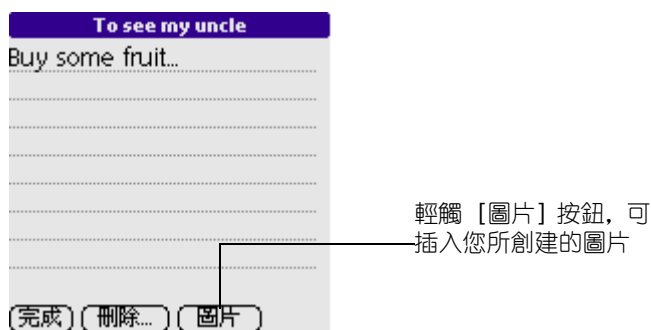 To see my uncle
Buy some fruit...
輕觸 [圖片] 按鈕, 可
插入您所創建的圖片
完成 刪除... 圖片